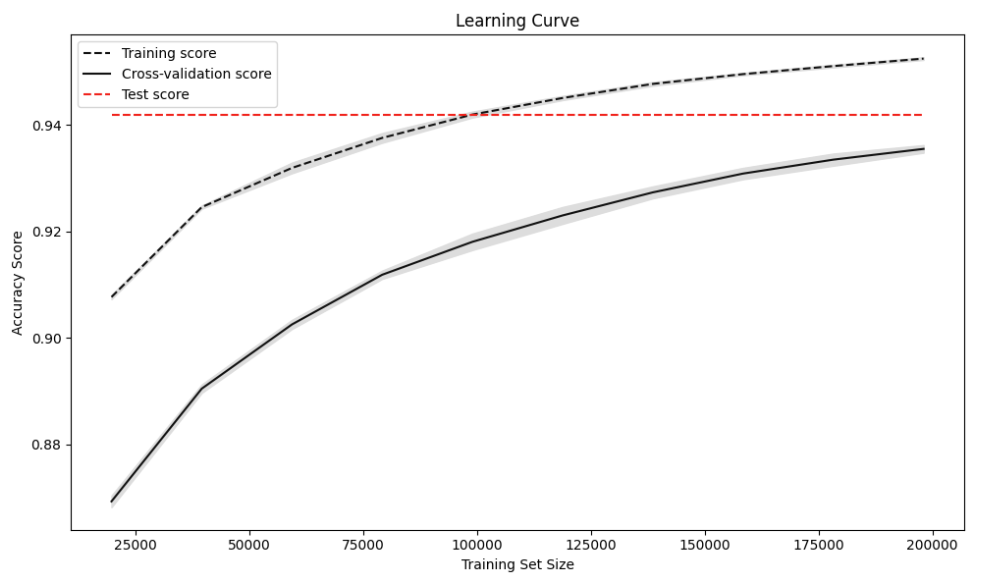 Learning Curve
Training score
Cross-validation score
Test score
0.94
0.92
0.90
0.88
Accuracy Score
25000 50000 75000 100000 125000 150000 175000 200000
Training Set Size